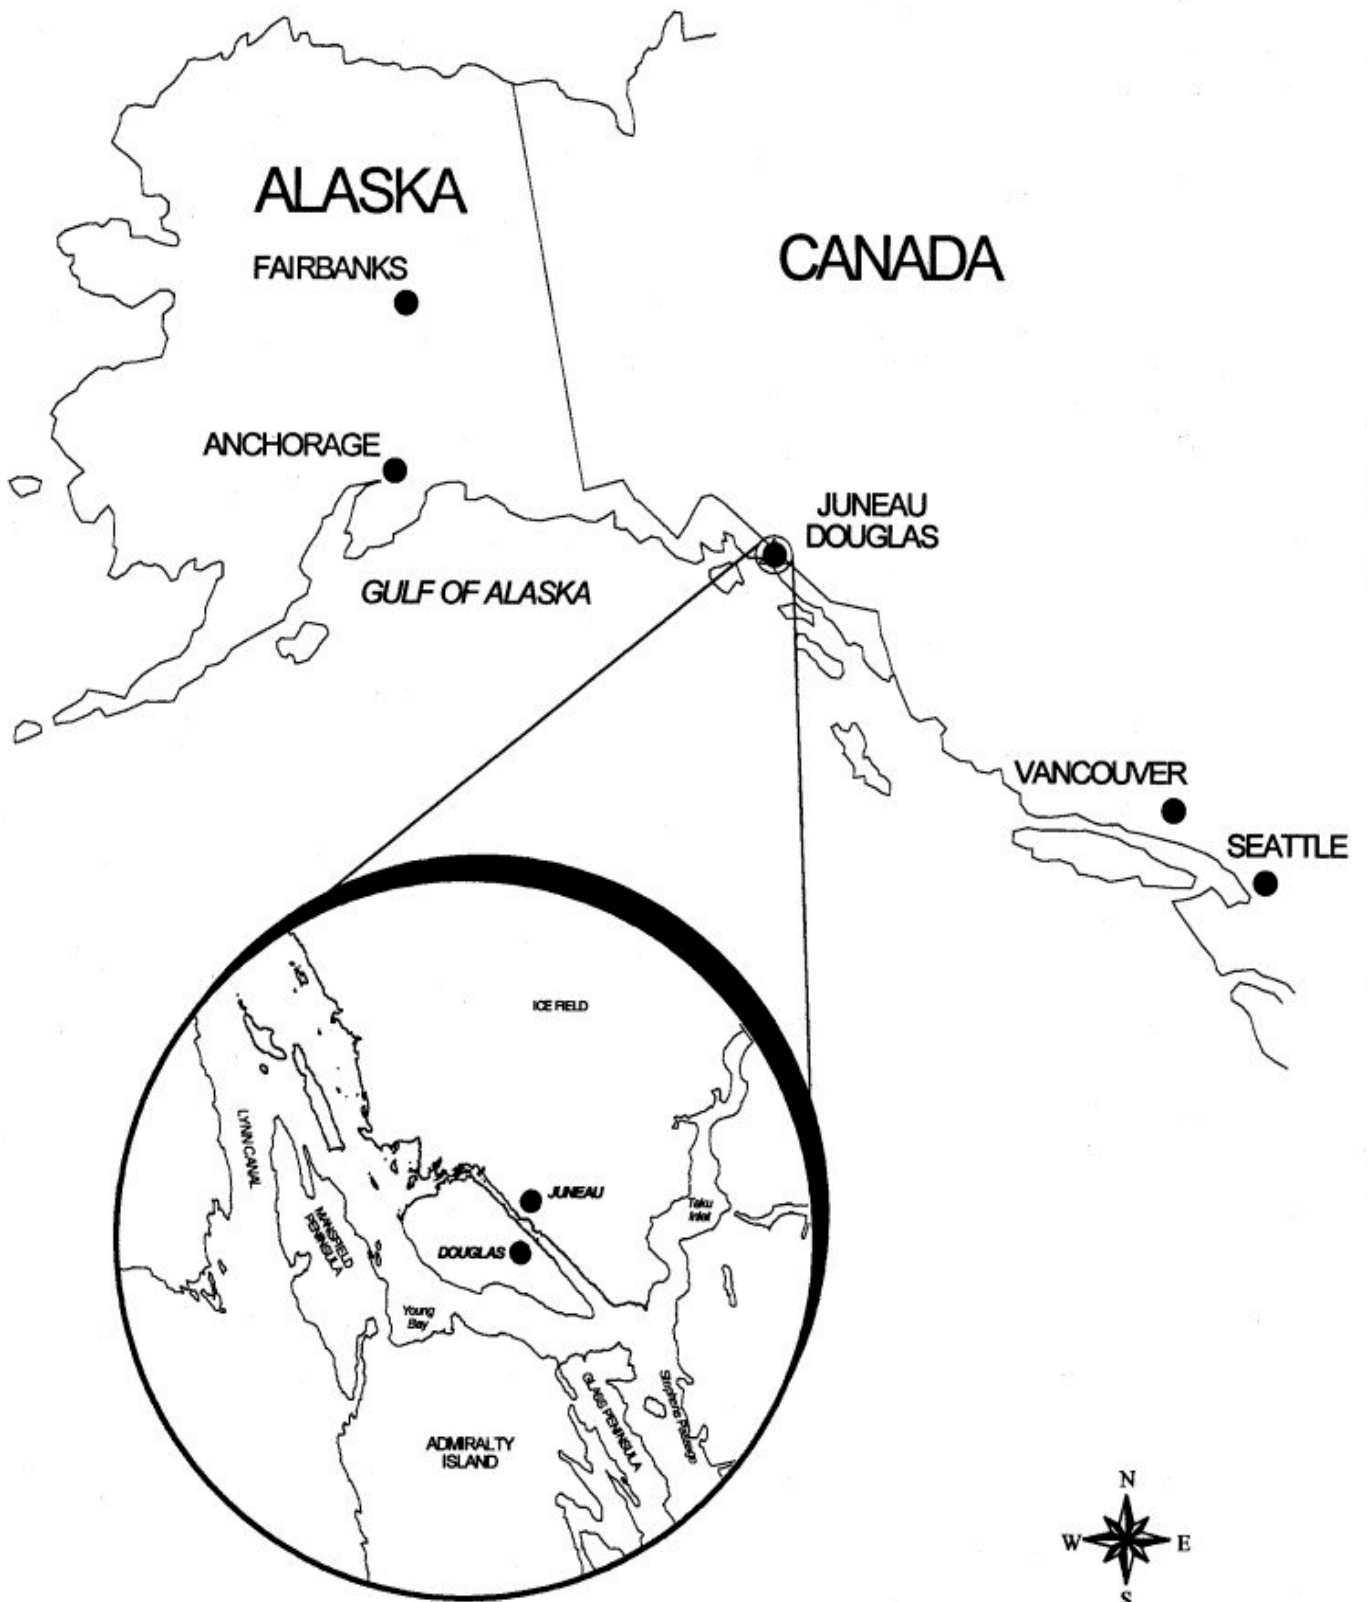 ALASKA
CANADA
FAIRBANKS
ANCHORAGE
JUNEAU
DOUGLAS
GULF OF ALASKA
VANCOUVER
SEATTLE
ICE FIELD
LYNN CANAL
JUNEAU
Taku
Inlet
MANSFIELD
PENINSULA
DOUGLAS
Young
Bay
GLASS PENINSULA
Stephens Passage
ADMIRALTY
ISLAND
N
W
E
S